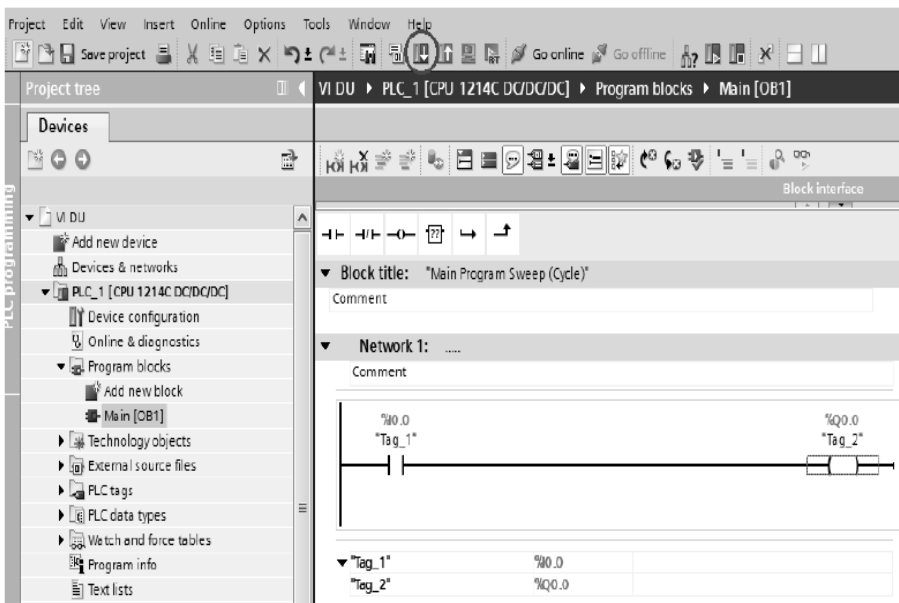 Project Edit View Insert Online Options Tools Window Help
Save project Go online Go offline
Project tree
VI DU ▸ PLC_1 [CPU 1214C DC/DC/DC] ▸ Program blocks ▸ Main [OB1]
Devices
Block interface
PLC programming
VI DU
Add new device
Devices & networks
PLC_1 [CPU 1214C DC/DC/DC]
Device configuration
Online & diagnostics
Program blocks
Add new block
Main [OB1]
Technology objects
External source files
PLC tags
PLC data types
Watch and force tables
Program info
Text lists
Block title: "Main Program Sweep (Cycle)"
Comment
Network 1: .....
Comment
%I0.0 %Q0.0
"Tag_1" "Tag_2"
"Tag_1" %I0.0
"Tag_2" %Q0.0